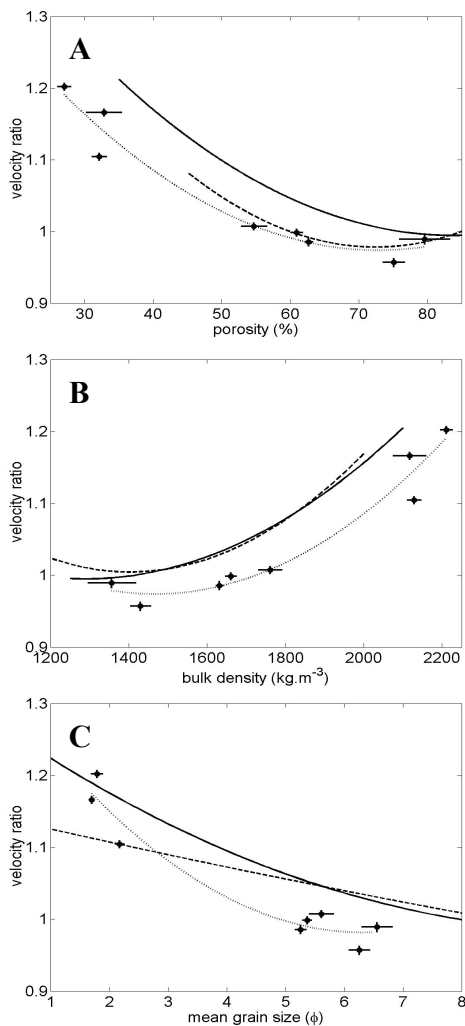 A
1.3
1.2
1.1
1
0.9
velocity ratio
30 40 50 60 70 80
porosity (%)
B
1.3
1.2
1.1
1
0.9
velocity ratio
1200 1400 1600 1800 2000 2200
bulk density (kg.m⁻³)
C
1.3
1.2
1.1
1
0.9
velocity ratio
1 2 3 4 5 6 7 8
mean grain size (ϕ)